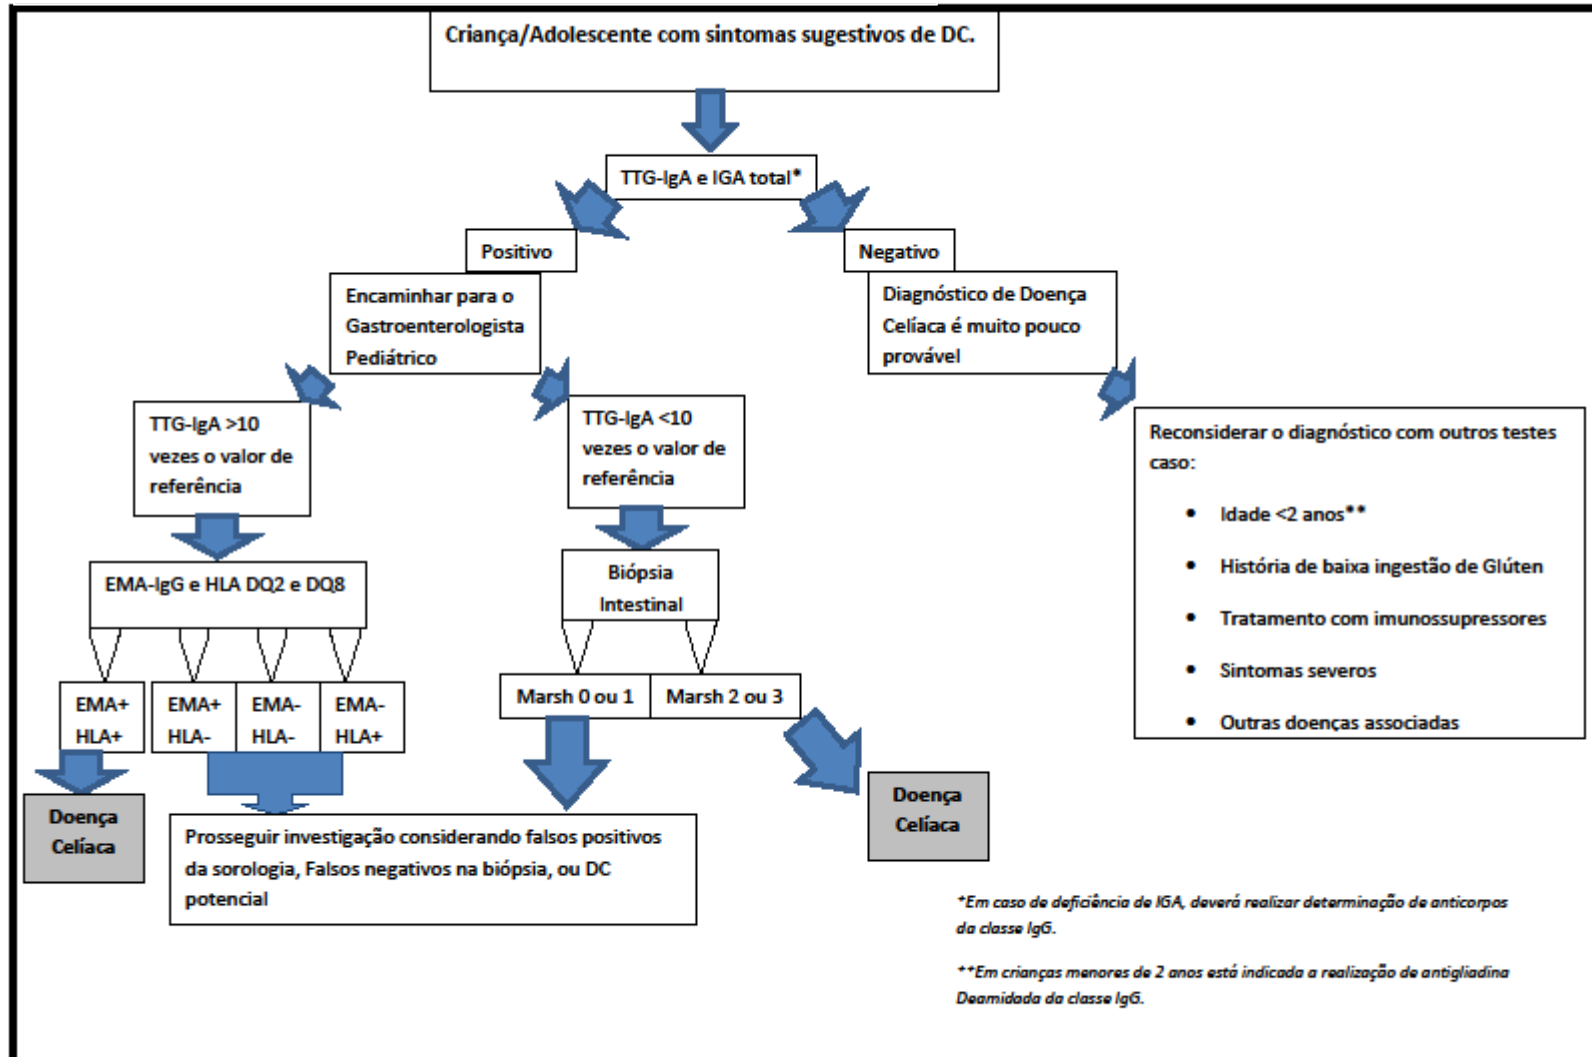 Criança/Adolescente com sintomas sugestivos de DC.
TTG-IgA e IGA total*
Positivo
Negativo
Encaminhar para o
Gastroenterologista
Pediátrico
Diagnóstico de Doença
Celíaca é muito pouco
provável
TTG-IgA >10
vezes o valor de
referência
TTG-IgA <10
vezes o valor de
referência
Reconsiderar o diagnóstico com outros testes
caso:
• Idade <2 anos**
• História de baixa ingestão de Glúten
• Tratamento com imunossupressores
• Sintomas severos
• Outras doenças associadas
EMA-IgG e HLA DQ2 e DQ8
Biópsia
Intestinal
EMA+
HLA+
EMA+
HLA-
EMA-
HLA-
EMA-
HLA+
Marsh 0 ou 1
Marsh 2 ou 3
Doença
Celíaca
Prosseguir investigação considerando falsos positivos
da sorologia, Falsos negativos na biópsia, ou DC
potencial
Doença
Celíaca
*Em caso de deficiência de IGA, deverá realizar determinação de anticorpos
da classe IgG.
**Em crianças menores de 2 anos está indicada a realização de antigliadina
Deamidada da classe IgG.